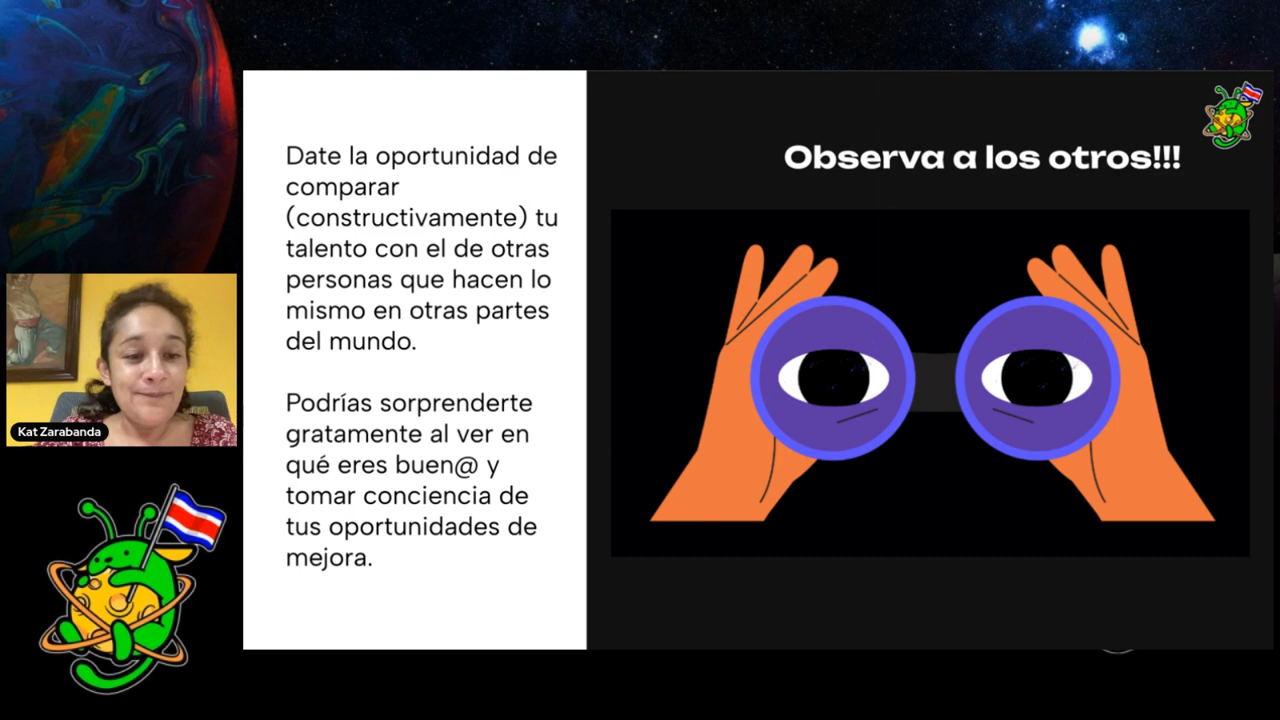 Date la oportunidad de
comparar
(constructivamente) tu
talento con el de otras
personas que hacen lo
mismo en otras partes
del mundo.
Podrías sorprenderte
gratamente al ver en
qué eres buen@ y
tomar conciencia de
tus oportunidades de
mejora.
Observa a los otros!!!
Kat Zarabanda